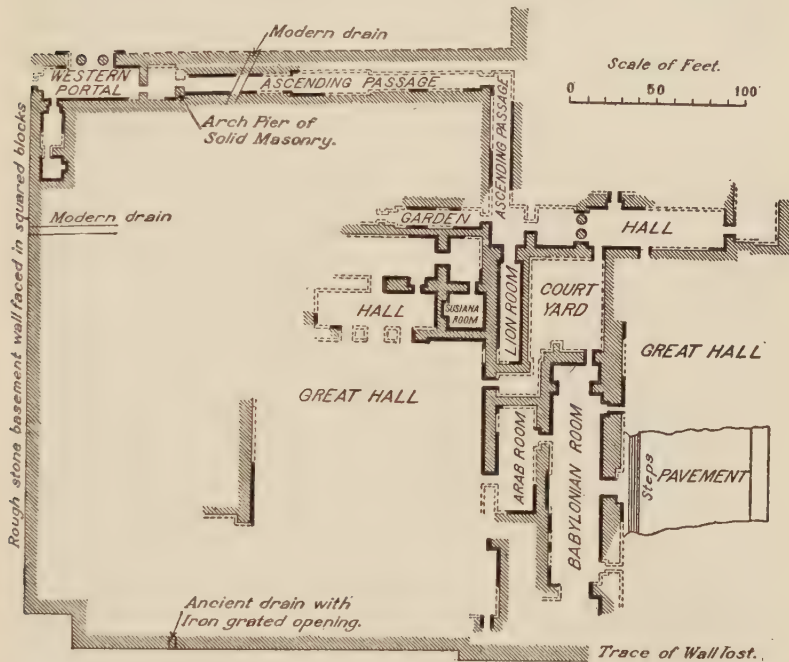 Modern drain
WESTERN
PORTAL
ASCENDING PASSAGE
Scale of Feet.
0 50 100
Arch Pier of
Solid Masonry.
ASCENDING PASSAGE
Rough stone basement wall faced in squared blocks
Modern drain
GARDEN
HALL
HALL
SUSIANA
ROOM
LION ROOM
COURT
YARD
GREAT HALL
GREAT HALL
ARAB ROOM
BABYLONIAN ROOM
Steps
PAVEMENT
Ancient drain with
Iron grated opening.
Trace of Wall lost.